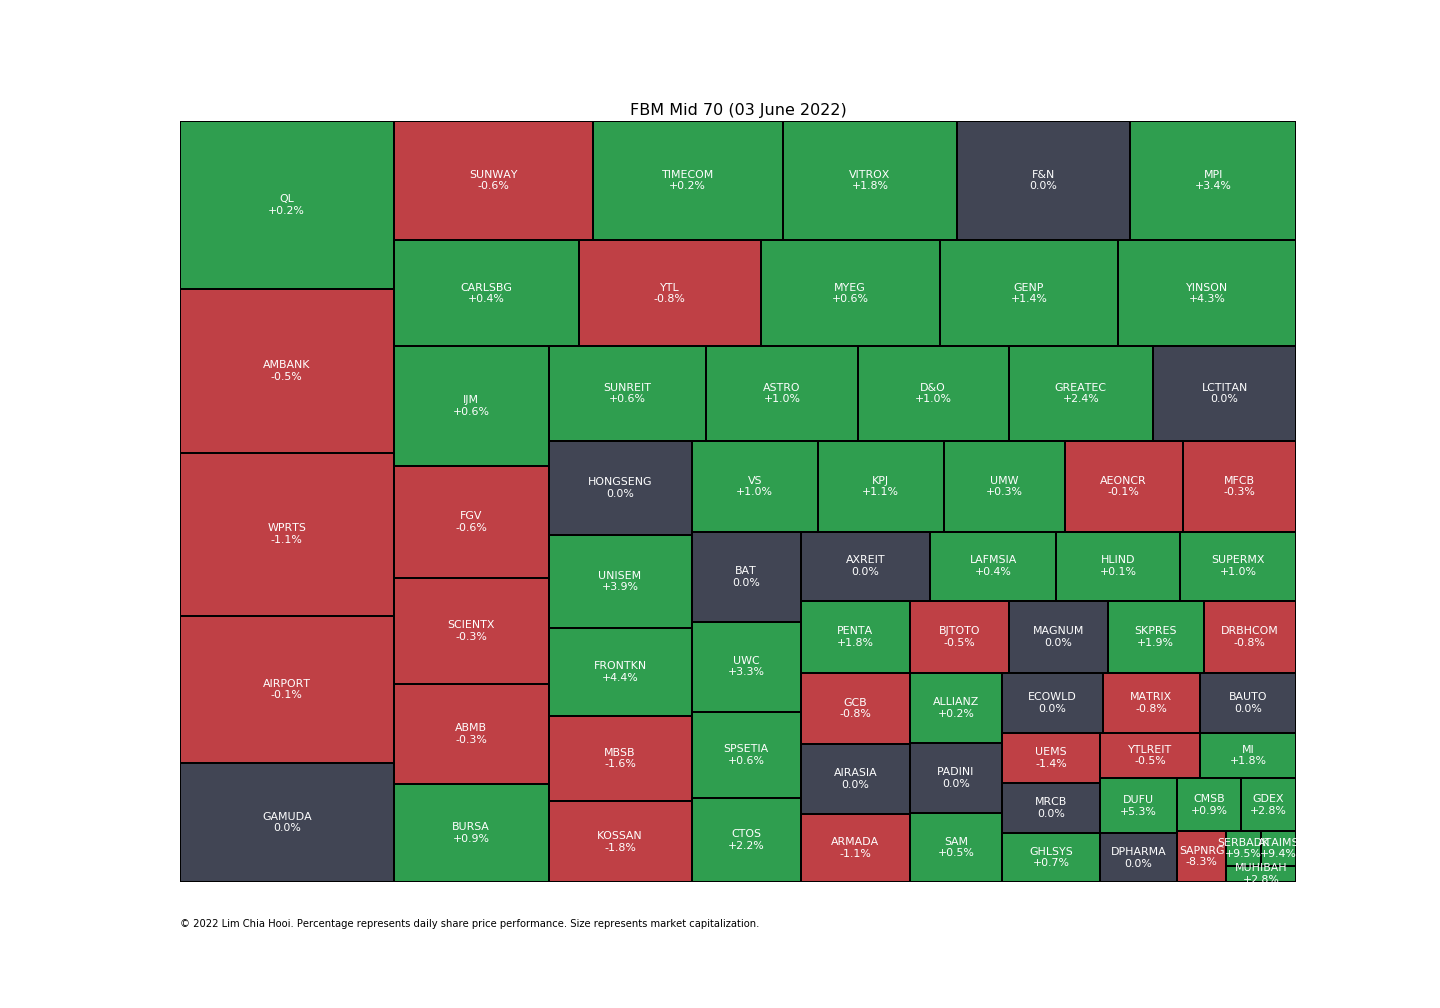 FBM Mid 70 (03 June 2022)
QL
+0.2%
AMBANK
-0.5%
WPRTS
-1.1%
AIRPORT
-0.1%
GAMUDA
0.0%
SUNWAY
-0.6%
TIMECOM
+0.2%
VITROX
+1.8%
F&N
0.0%
MPI
+3.4%
CARLSBG
+0.4%
YTL
-0.8%
MYEG
+0.6%
GENP
+1.4%
YINSON
+4.3%
IJM
+0.6%
FGV
-0.6%
SCIENTX
-0.3%
ABMB
-0.3%
BURSA
+0.9%
SUNREIT
+0.6%
ASTRO
+1.0%
D&O
+1.0%
GREATEC
+2.4%
LCTITAN
0.0%
HONGSENG
0.0%
UNISEM
+3.9%
FRONTKN
+4.4%
MBSB
-1.6%
KOSSAN
-1.8%
VS
+1.0%
KPJ
+1.1%
UMW
+0.3%
AEONCR
-0.1%
MFCB
-0.3%
BAT
0.0%
UWC
+3.3%
SPSETIA
+0.6%
CTOS
+2.2%
AXREIT
0.0%
LAFMSIA
+0.4%
HLIND
+0.1%
SUPERMX
+1.0%
PENTA
+1.8%
BJTOTO
-0.5%
MAGNUM
0.0%
SKPRES
+1.9%
DRBHCOM
-0.8%
GCB
-0.8%
AIRASIA
0.0%
ARMADA
-1.1%
ALLIANZ
+0.2%
PADINI
0.0%
SAM
+0.5%
ECOWLD
0.0%
MATRIX
-0.8%
BAUTO
0.0%
UEMS
-1.4%
MRCB
0.0%
GHLSYS
+0.7%
YTLREIT
-0.5%
MI
+1.8%
DUFU
+5.3%
DPHARMA
0.0%
CMSB
+0.9%
GDEX
+2.8%
SAPNRG
-8.3%
+9.5%
+9.4%
MUHIBAH
+2.8%
© 2022 Lim Chia Hooi. Percentage represents daily share price performance. Size represents market capitalization.